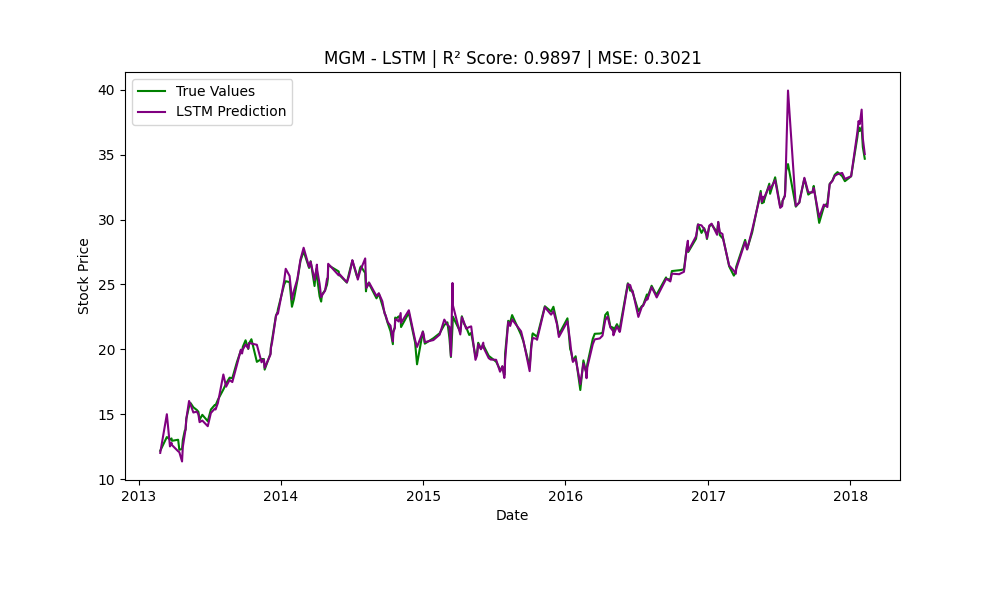 MGM - LSTM | R² Score: 0.9897 | MSE: 0.3021
True Values
LSTM Prediction
40
35
30
25
20
15
10
Stock Price
2013 2014 2015 2016 2017 2018
Date